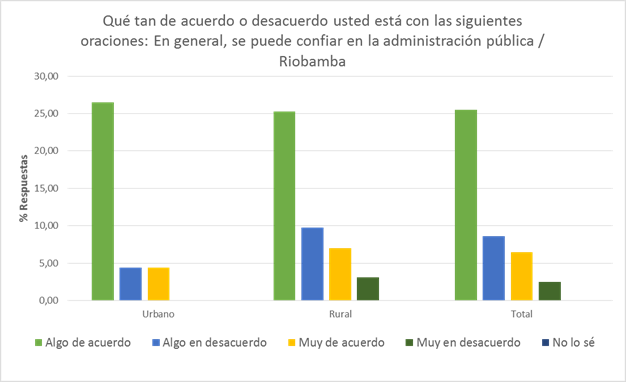 Qué tan de acuerdo o desacuerdo usted está con las siguientes
oraciones: En general, se puede confiar en la administración pública /
Riobamba
30,00
25,00
20,00
15,00
10,00
5,00
0,00
% Respuestas
Urbano Rural Total
Algo de acuerdo Algo en desacuerdo Muy de acuerdo Muy en desacuerdo No lo sé